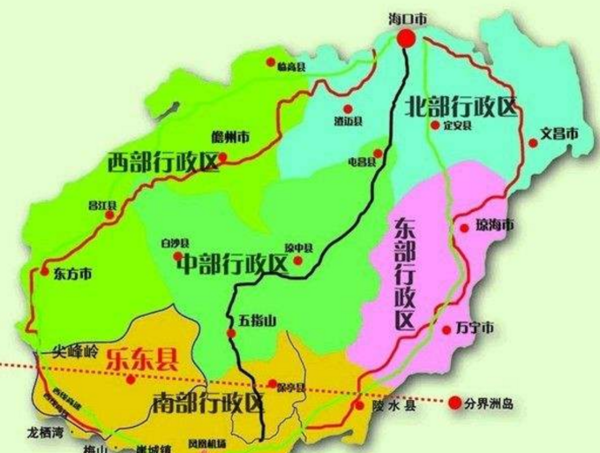 海口市
临高县
北部行政区
澄迈县
定安县
文昌市
儋州市
屯昌县
西部行政区
昌江县
东部行政区
琼海市
白沙县
琼中县
中部行政区
东方市
五指山
万宁市
尖峰岭
乐东县
保亭县
南部行政区
陵水县
分界洲岛
龙栖湾
梅山
崖城镇
凤凰机场